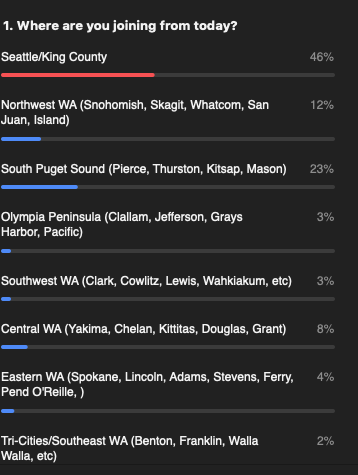 1. Where are you joining from today?
Seattle/King County 46%
Northwest WA (Snohomish, Skagit, Whatcom, San 12%
Juan, Island)
South Puget Sound (Pierce, Thurston, Kitsap, Mason) 23%
Olympia Peninsula (Clallam, Jefferson, Grays 3%
Harbor, Pacific)
Southwest WA (Clark, Cowlitz, Lewis, Wahkiakum, etc) 3%
Central WA (Yakima, Chelan, Kittitas, Douglas, Grant) 8%
Eastern WA (Spokane, Lincoln, Adams, Stevens, Ferry, 4%
Pend O'Reille, )
Tri-Cities/Southeast WA (Benton, Franklin, Walla 2%
Walla, etc)